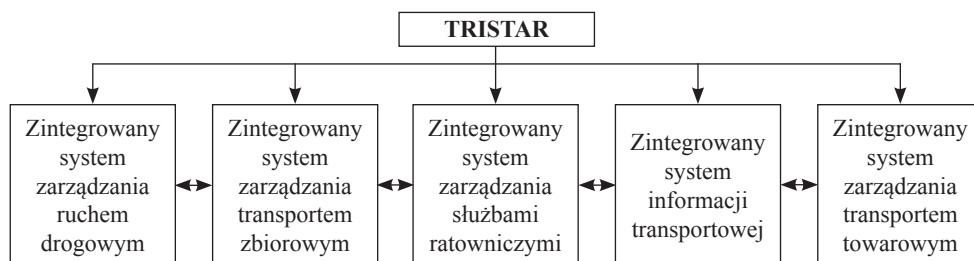 TRISTAR
Zintegrowany
system
zarządzania
ruchem
drogowym
Zintegrowany
system
zarządzania
transportem
zbiorowym
Zintegrowany
system
zarządzania
służbami
ratowniczymi
Zintegrowany
system
informacji
transportowej
Zintegrowany
system
zarządzania
transportem
towarowym